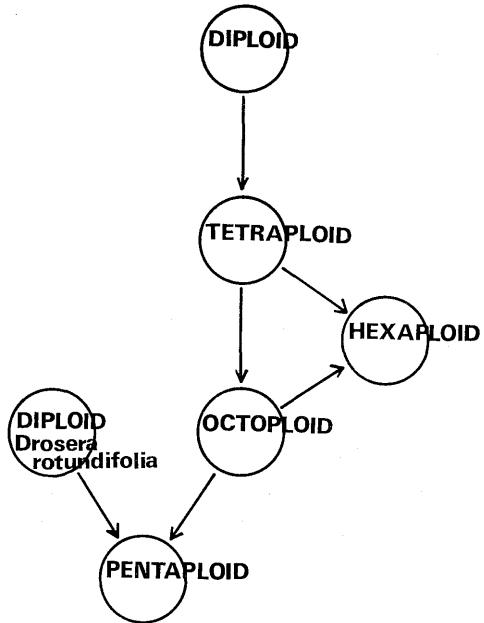 DIPLOID
TETRAPLOID
HEXAPLOID
OCTOPLOID
DIPLOID
Drosera
rotundifolia
PENTAPLOID